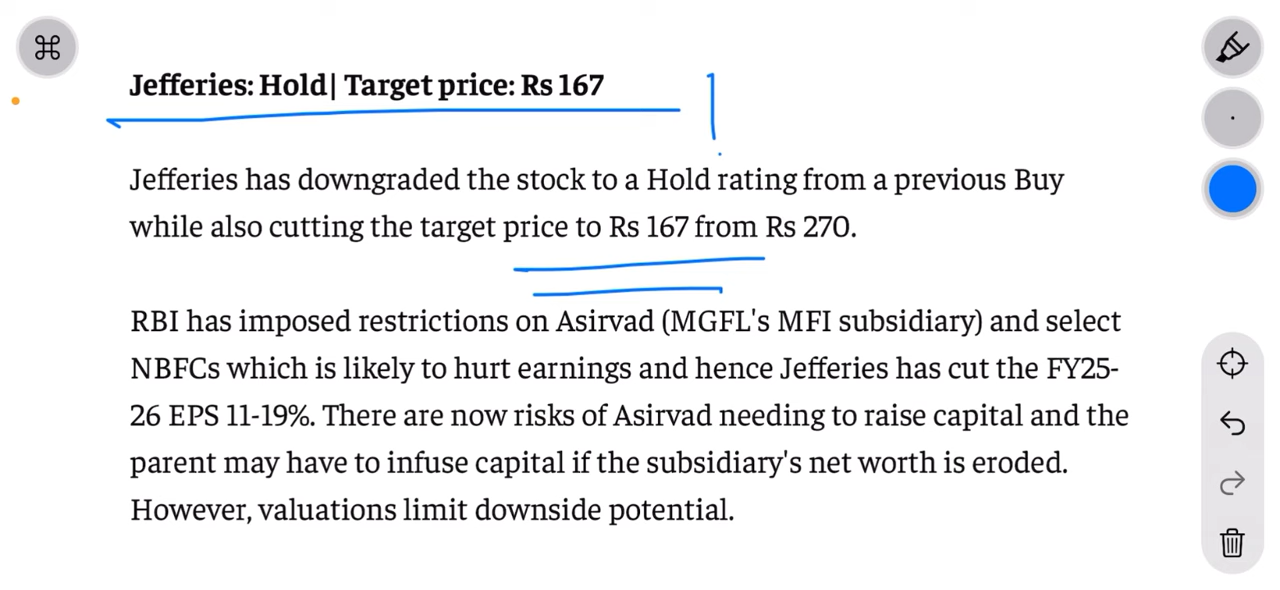 Jefferies: Hold| Target price: Rs 167
Jefferies has downgraded the stock to a Hold rating from a previous Buy
while also cutting the target price to Rs 167 from Rs 270.
RBI has imposed restrictions on Asirvad (MGFL's MFI subsidiary) and select
NBFCs which is likely to hurt earnings and hence Jefferies has cut the FY25-
26 EPS 11-19%. There are now risks of Asirvad needing to raise capital and the
parent may have to infuse capital if the subsidiary's net worth is eroded.
However, valuations limit downside potential.